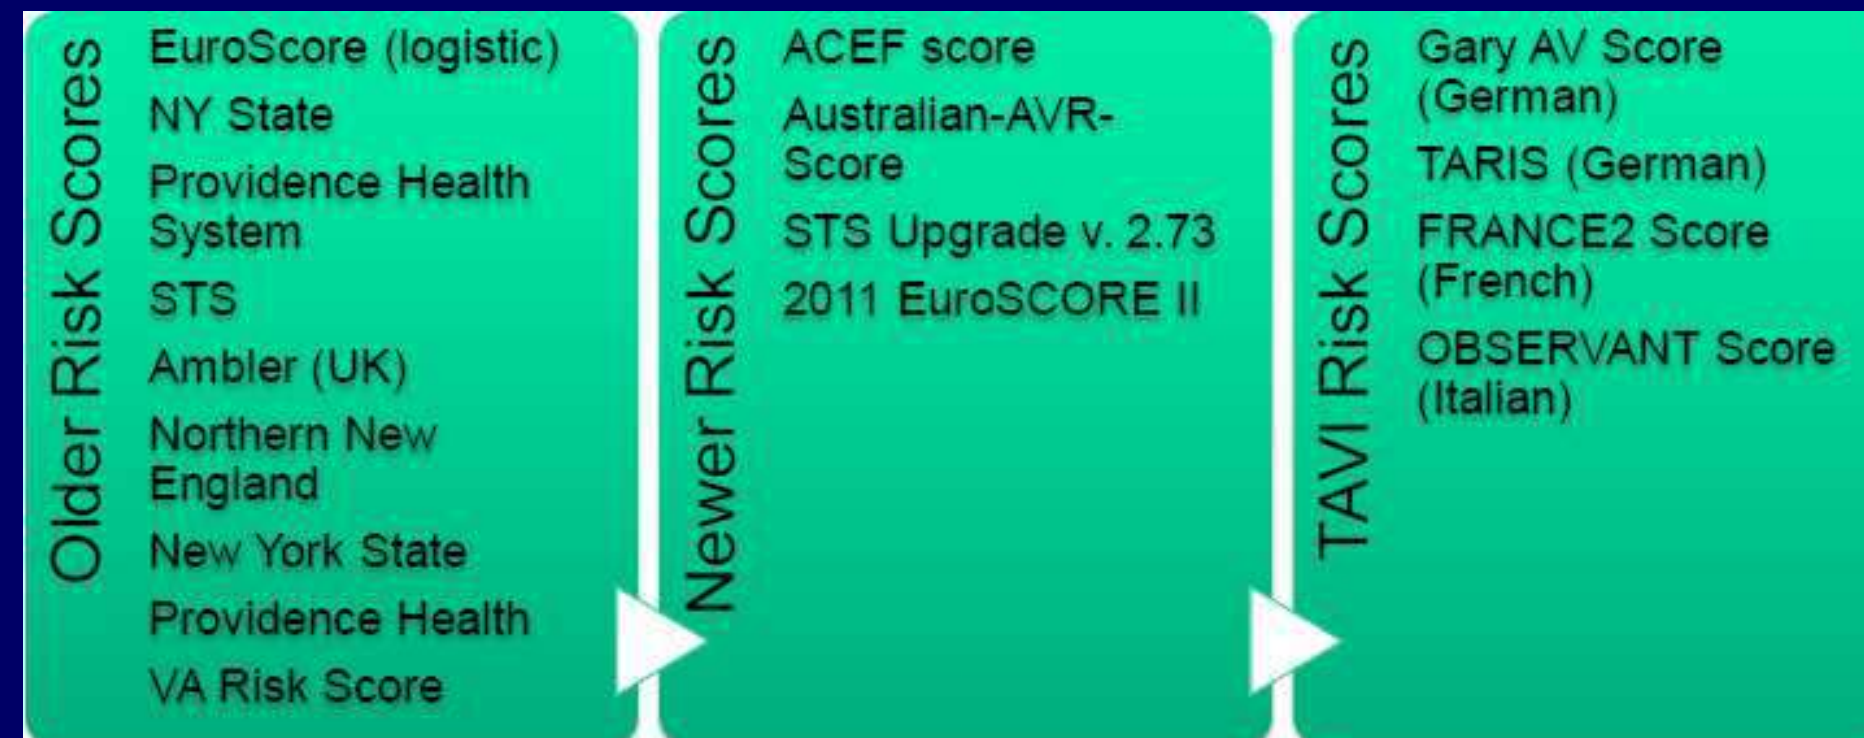 Older Risk Scores
EuroScore (logistic)
NY State
Providence Health
System
STS
Ambler (UK)
Northern New
England
New York State
Providence Health
VA Risk Score
Newer Risk Scores
ACEF score
Australian-AVR-
Score
STS Upgrade v. 2.73
2011 EuroSCORE II
TAVI Risk Scores
Gary AV Score
(German)
TARIS (German)
FRANCE2 Score
(French)
OBSERVANT Score
(Italian)